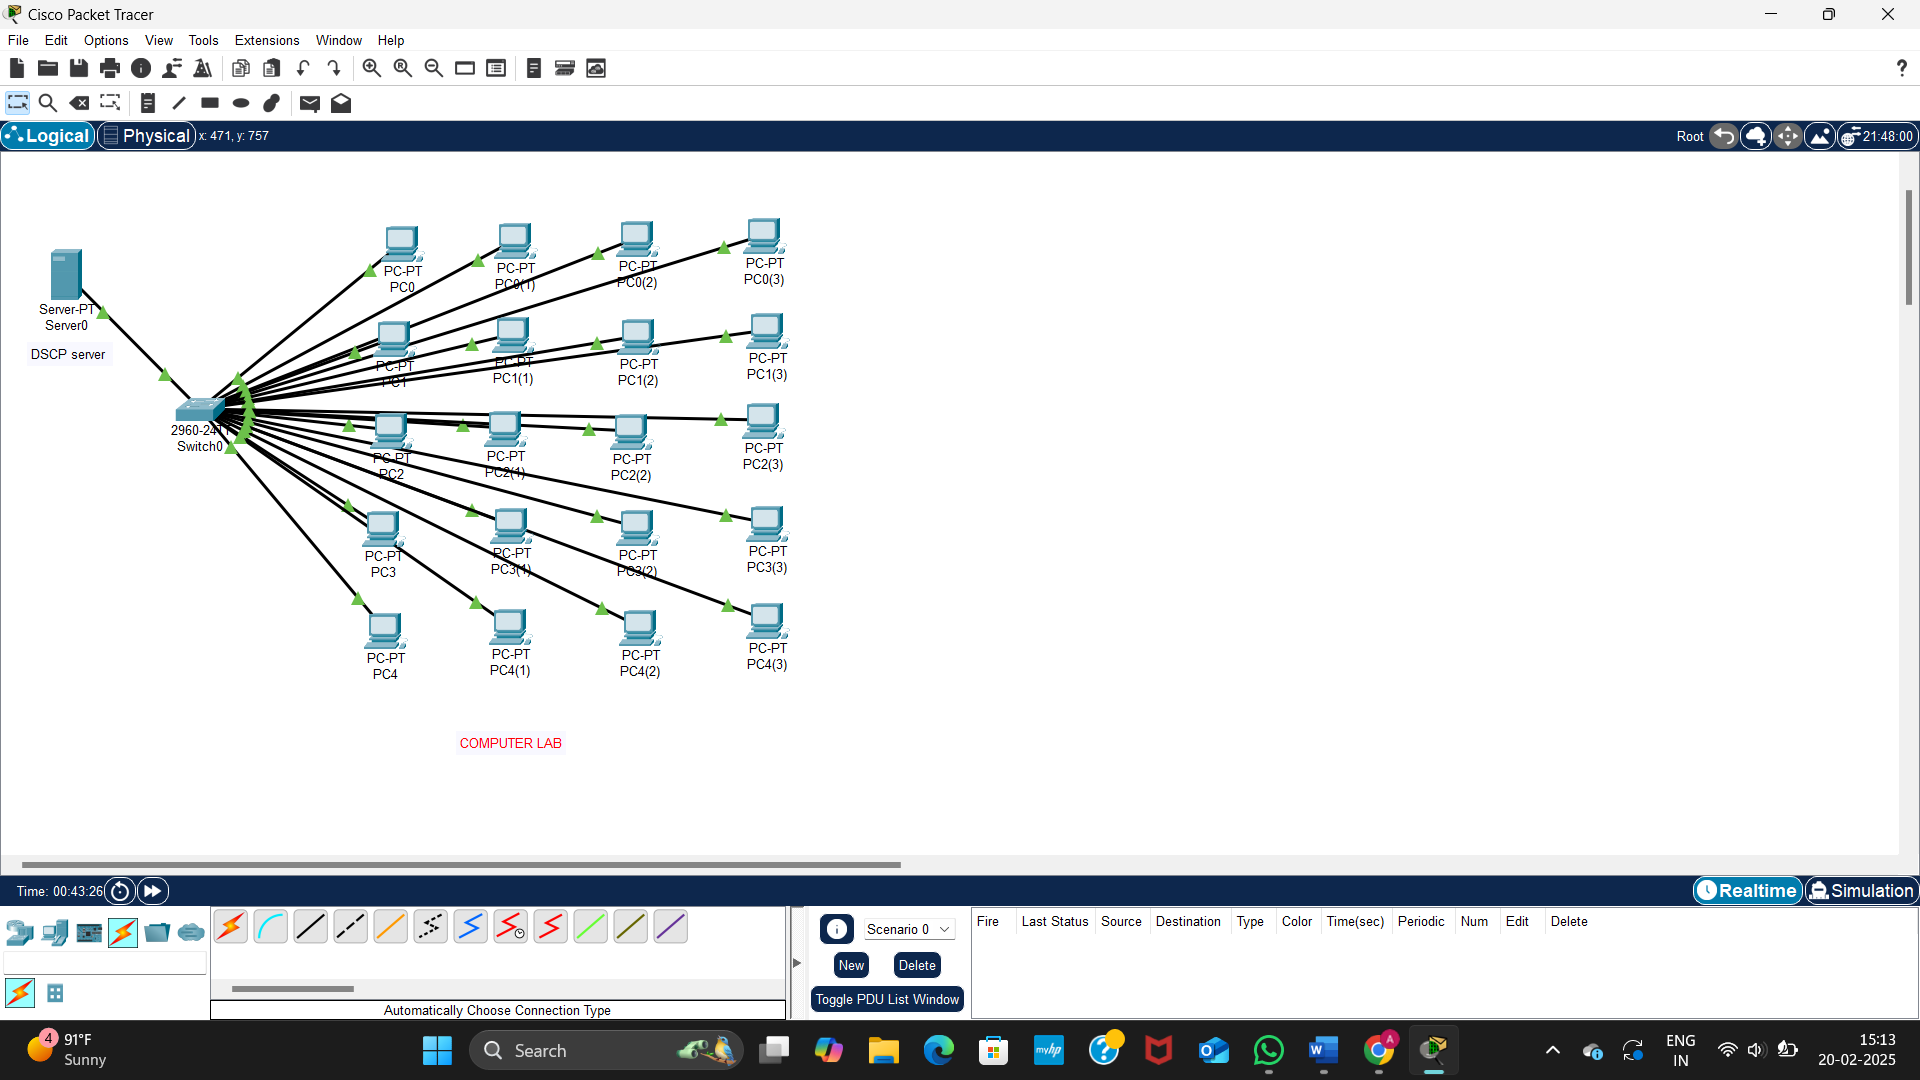 Cisco Packet Tracer
File Edit Options View Tools Extensions Window Help
?
Logical Physical x: 471, y: 757 Root 21:48:00
PC-PT
PC0
PC-PT
PC0(1)
PC-PT
PC0(2)
PC-PT
PC0(3)
Server-PT
Server0
DSCP server
PC-PT
PC1
PC-PT
PC1(1)
PC-PT
PC1(2)
PC-PT
PC1(3)
2960-24TT
Switch0
PC-PT
PC2
PC-PT
PC2(1)
PC-PT
PC2(2)
PC-PT
PC2(3)
PC-PT
PC3
PC-PT
PC3(1)
PC-PT
PC3(2)
PC-PT
PC3(3)
PC-PT
PC4
PC-PT
PC4(1)
PC-PT
PC4(2)
PC-PT
PC4(3)
COMPUTER LAB
Time: 00:43:26 Realtime Simulation
Scenario 0
New Delete
Toggle PDU List Window
Fire Last Status Source Destination Type Color Time(sec) Periodic Num Edit Delete
Automatically Choose Connection Type
4
91°F
Sunny
Search
myhp
A
ENG
IN
15:13
20-02-2025